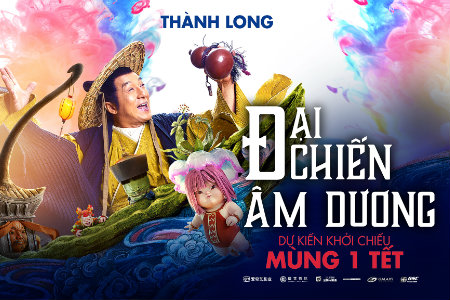 THÀNH LONG
ĐẠI
CHIẾN
ÂM DƯƠNG
DỰ KIẾN KHỞI CHIẾU
MÙNG 1 TẾT